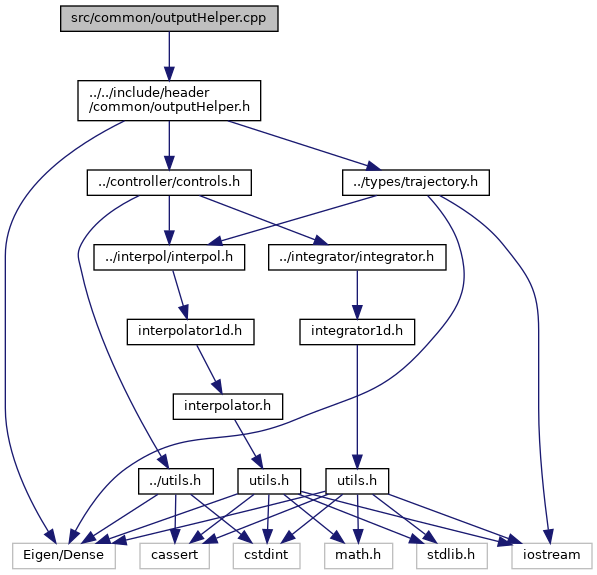 src/common/outputHelper.cpp
../../include/header
/common/outputHelper.h
../controller/controls.h
../types/trajectory.h
../interpol/interpol.h
../integrator/integrator.h
interpolator1d.h
integrator1d.h
interpolator.h
../utils.h
utils.h
utils.h
Eigen/Dense
cassert
cstdint
math.h
stdlib.h
iostream